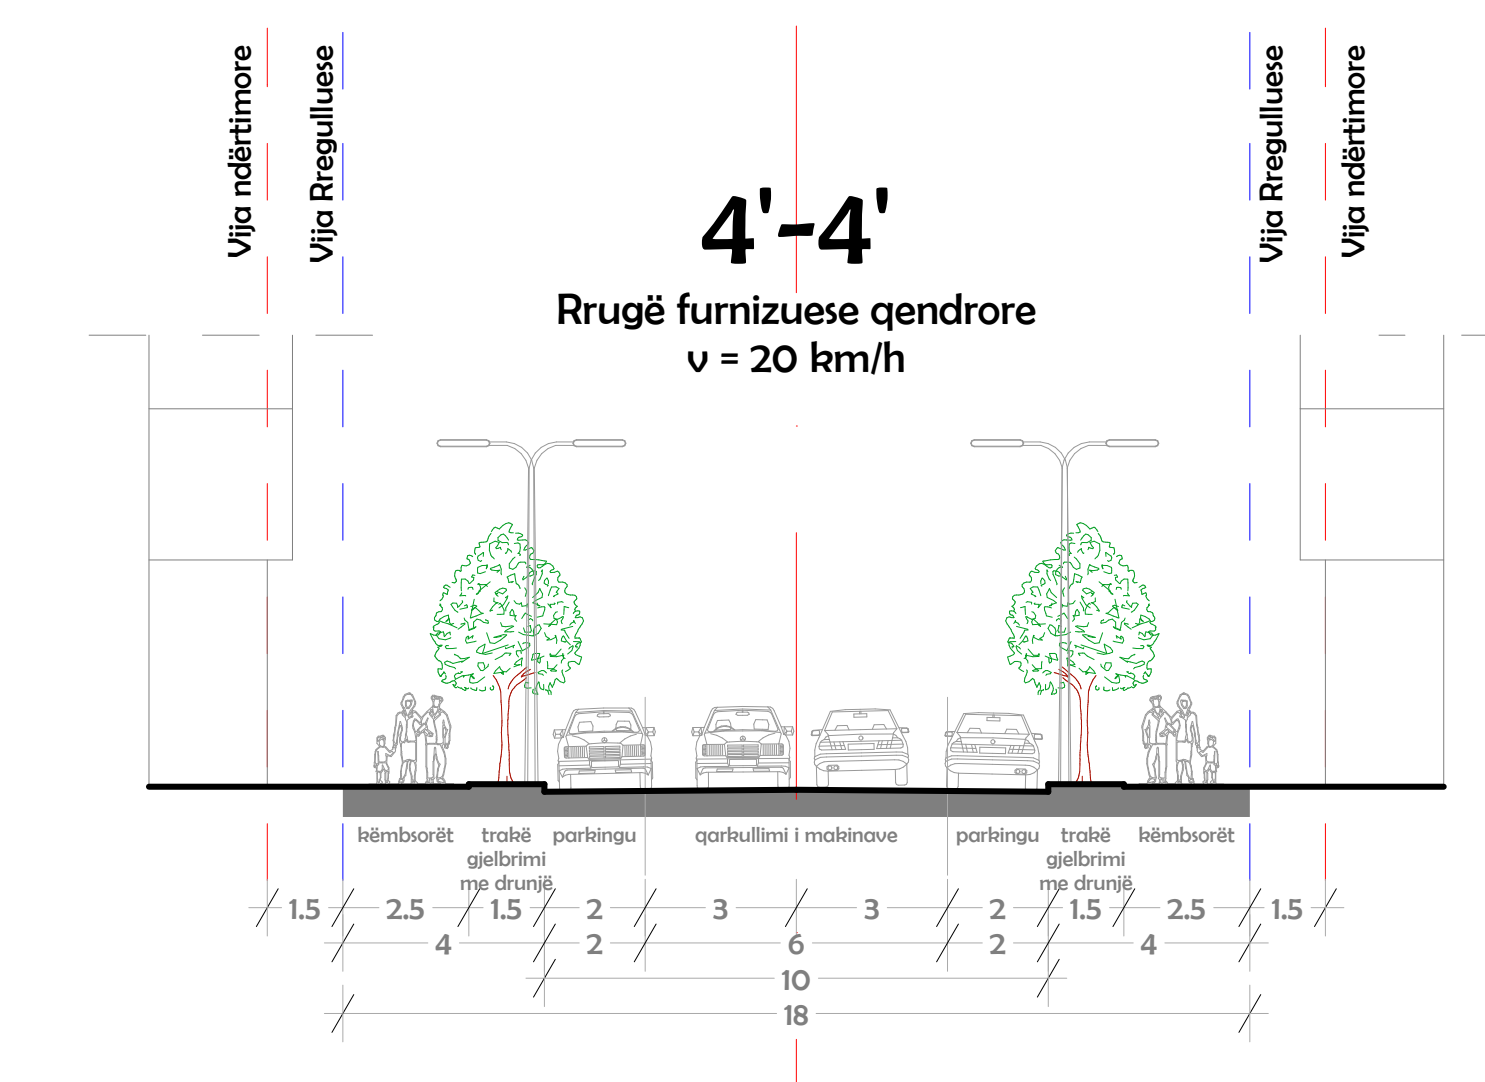 Vija ndërtimore
Vija Rregulluese
Vija Rregulluese
Vija ndërtimore
4'-4'
Rrugë furnizuese qendrore
v = 20 km/h
këmbsorët
trakë
gjelbrimi
me drunjë
parkingu
qarkullimi i makinave
parkingu
trakë
gjelbrimi
me drunjë
këmbsorët
1.5 2.5 1.5 2 3 3 2 1.5 2.5 1.5
4 2 6 2 4
10
18